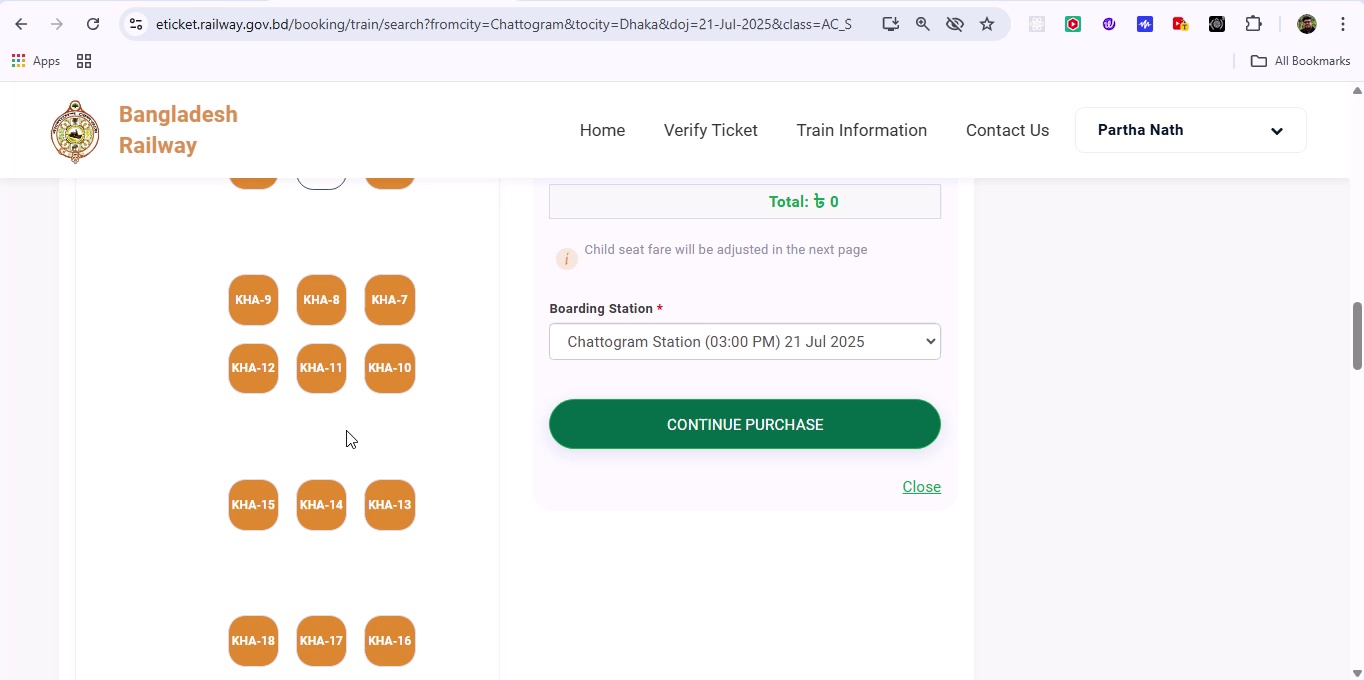 eticket.railway.gov.bd/booking/train/search?fromcity=Chattogram&tocity=Dhaka&doj=21-Jul-2025&class=AC_S
Apps
All Bookmarks
Bangladesh
Railway
Home
Verify Ticket
Train Information
Contact Us
Partha Nath
Total: ৳ 0
i
Child seat fare will be adjusted in the next page
KHA-9 KHA-8 KHA-7
Boarding Station *
Chattogram Station (03:00 PM) 21 Jul 2025
KHA-12 KHA-11 KHA-10
CONTINUE PURCHASE
Close
KHA-15 KHA-14 KHA-13
KHA-18 KHA-17 KHA-16